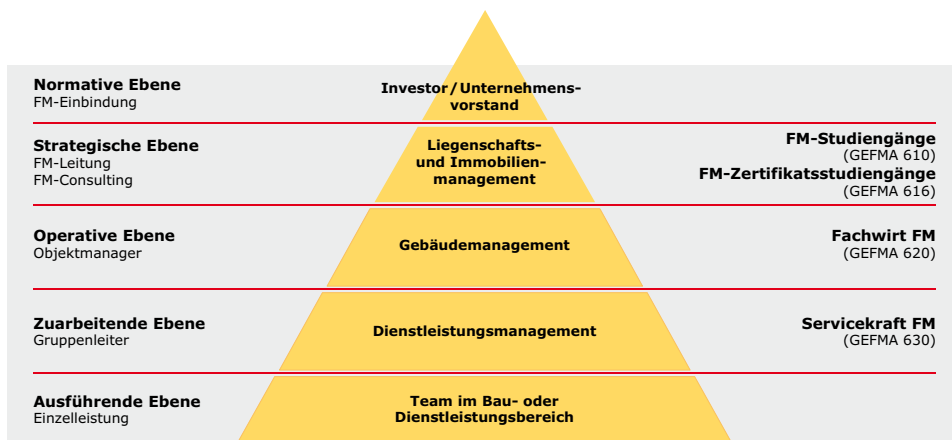 Normative Ebene
FM-Einbindung
Investor/Unternehmens-
vorstand
Strategische Ebene
FM-Leitung
FM-Consulting
Liegenschafts-
und Immobilien-
management
FM-Studiengänge
(GEFMA 610)
FM-Zertifikatsstudiengänge
(GEFMA 616)
Operative Ebene
Objektmanager
Gebäudemanagement
Fachwirt FM
(GEFMA 620)
Zuarbeitende Ebene
Gruppenleiter
Dienstleistungsmanagement
Servicekraft FM
(GEFMA 630)
Ausführende Ebene
Einzelleistung
Team im Bau- oder
Dienstleistungsbereich